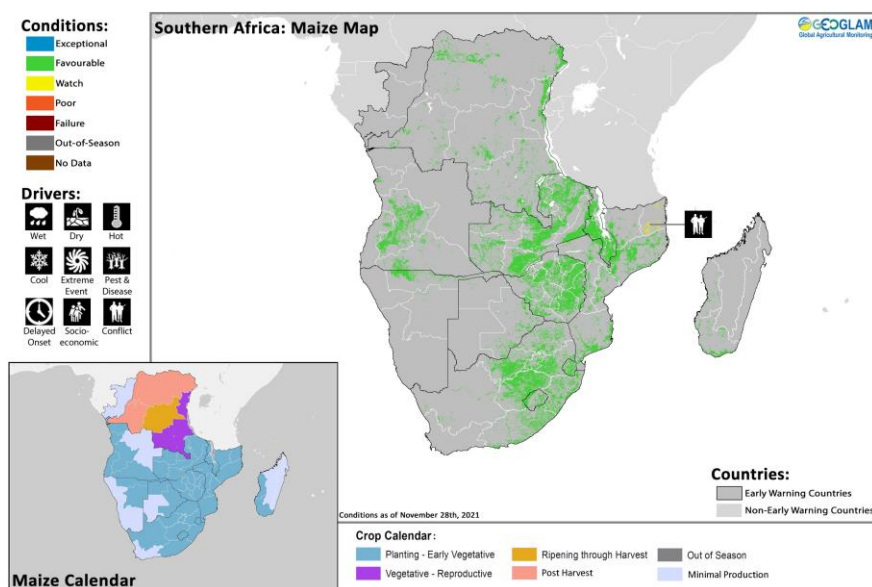 Conditions:
Exceptional
Favourable
Watch
Poor
Failure
Out-of-Season
No Data
Drivers:
Wet
Dry
Hot
Cool
Extreme
Event
Pest &
Disease
Delayed
Onset
Socio-
economic
Conflict
Southern Africa: Maize Map
GEOGLAM
Global Agricultural Monitoring
Countries:
Early Warning Countries
Non-Early Warning Countries
Conditions as of November 28th, 2021
Maize Calendar
Crop Calendar:
Planting - Early Vegetative
Vegetative - Reproductive
Ripening through Harvest
Post Harvest
Out of Season
Minimal Production